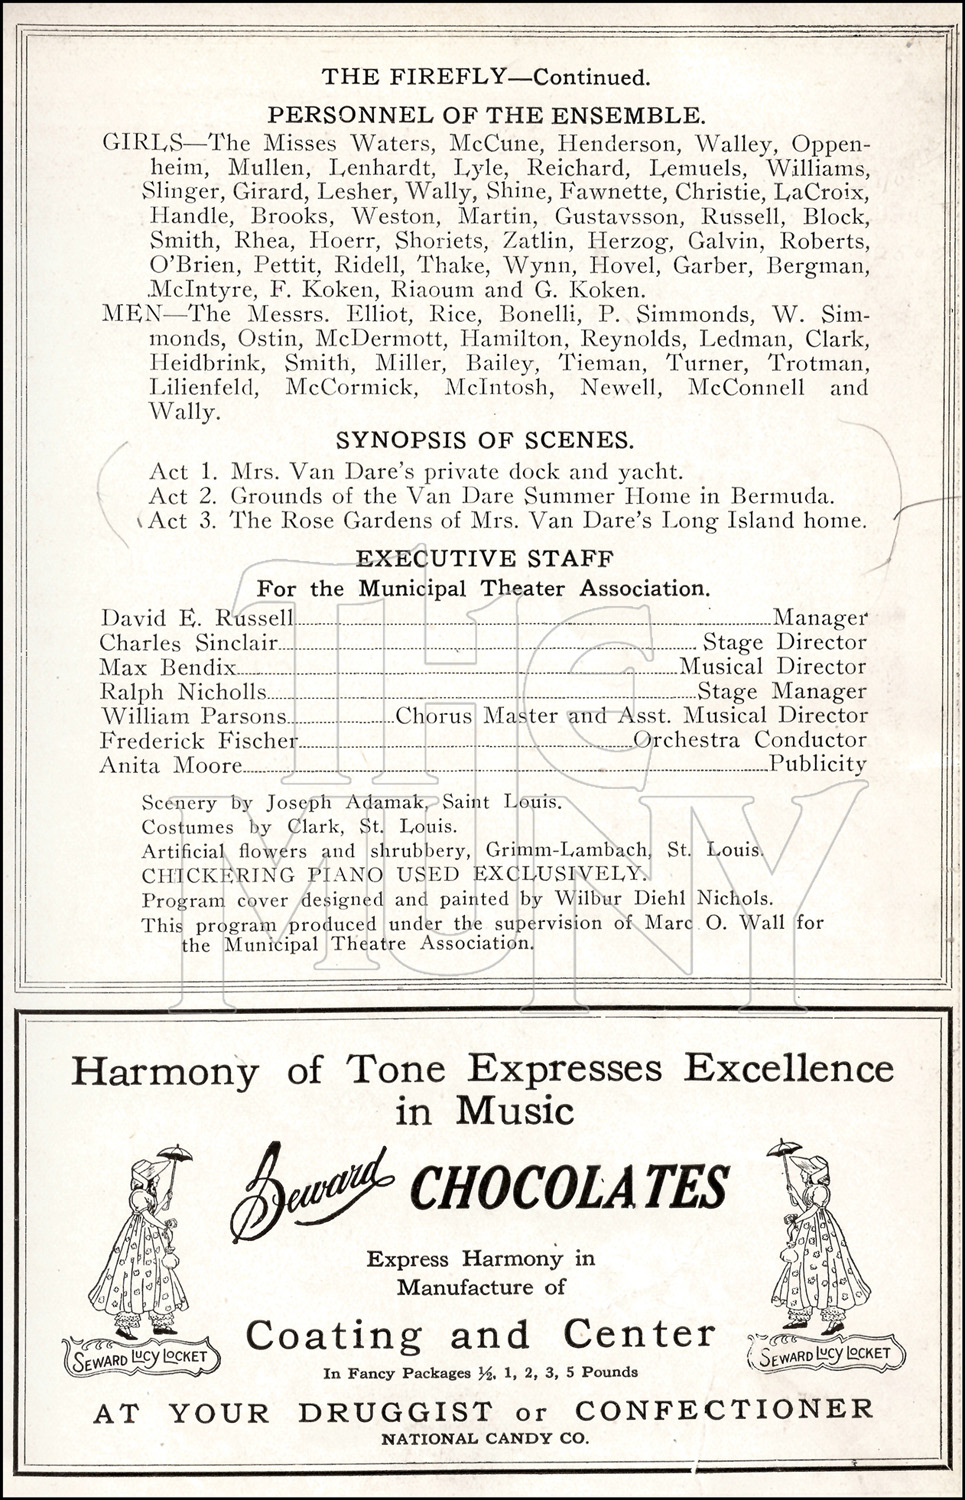 THE FIREFLY—Continued.
PERSONNEL OF THE ENSEMBLE.
GIRLS—The Misses Waters, McCune, Henderson, Walley, Oppen-
heim, Mullen, Lenhardt, Lyle, Reichard, Lemuels, Williams,
Slinger, Girard, Lesher, Wally, Shine, Fawnette, Christie, LaCroix,
Handle, Brooks, Weston, Martin, Gustavsson, Russell, Block,
Smith, Rhea, Hoerr, Shoriets, Zatlin, Herzog, Galvin, Roberts,
O'Brien, Pettit, Ridell, Thake, Wynn, Hovel, Garber, Bergman,
McIntyre, F. Koken, Riaoum and G. Koken.
MEN—The Messrs. Elliot, Rice, Bonelli, P. Simmonds, W. Sim-
monds, Ostin, McDermott, Hamilton, Reynolds, Ledman, Clark,
Heidbrink, Smith, Miller, Bailey, Tieman, Turner, Trotman,
Lilienfeld, McCormick, McIntosh, Newell, McConnell and
Wally.
SYNOPSIS OF SCENES.
Act 1. Mrs. Van Dare's private dock and yacht.
Act 2. Grounds of the Van Dare Summer Home in Bermuda.
Act 3. The Rose Gardens of Mrs. Van Dare's Long Island home.
EXECUTIVE STAFF
For the Municipal Theater Association.
David E. Russell Manager
Charles Sinclair Stage Director
Max Bendix Musical Director
Ralph Nicholls Stage Manager
William Parsons Chorus Master and Asst. Musical Director
Frederick Fischer Orchestra Conductor
Anita Moore Publicity
Scenery by Joseph Adamak, Saint Louis.
Costumes by Clark, St. Louis.
Artificial flowers and shrubbery, Grimm-Lambach, St. Louis.
CHICKERING PIANO USED EXCLUSIVELY.
Program cover designed and painted by Wilbur Diehl Nichols.
This program produced under the supervision of Marc O. Wall for
the Municipal Theatre Association.
THE
MUNY
Harmony of Tone Expresses Excellence
in Music
Seward CHOCOLATES
Express Harmony in
Manufacture of
Coating and Center
SEWARD LUCY LOCKET
SEWARD LUCY LOCKET
In Fancy Packages ½, 1, 2, 3, 5 Pounds
AT YOUR DRUGGIST or CONFECTIONER
NATIONAL CANDY CO.